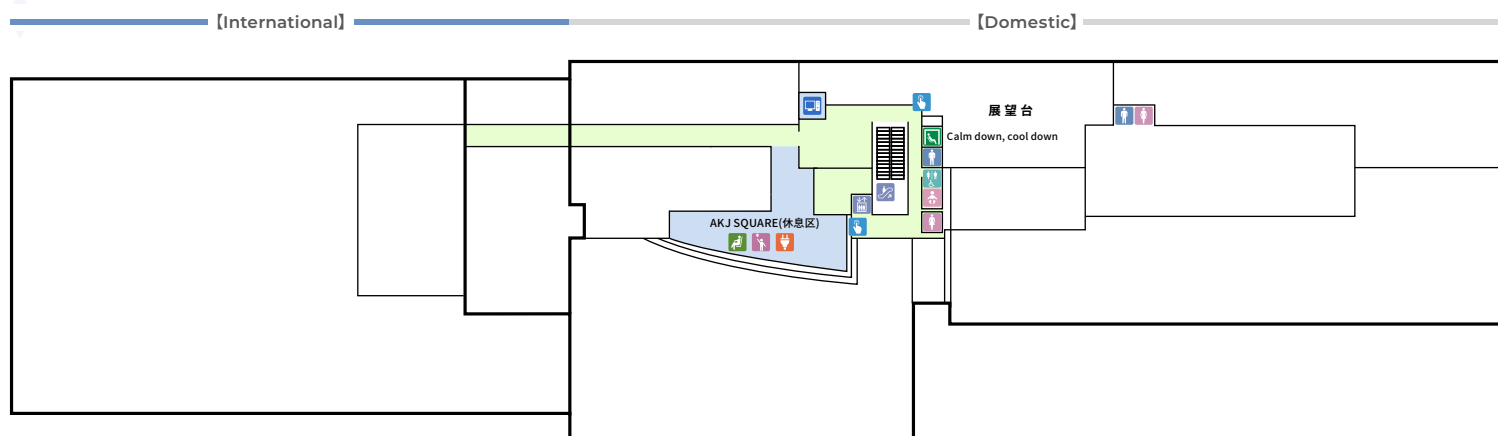 【International】
【Domestic】
展望台
Calm down, cool down
AKJ SQUARE(休息区)